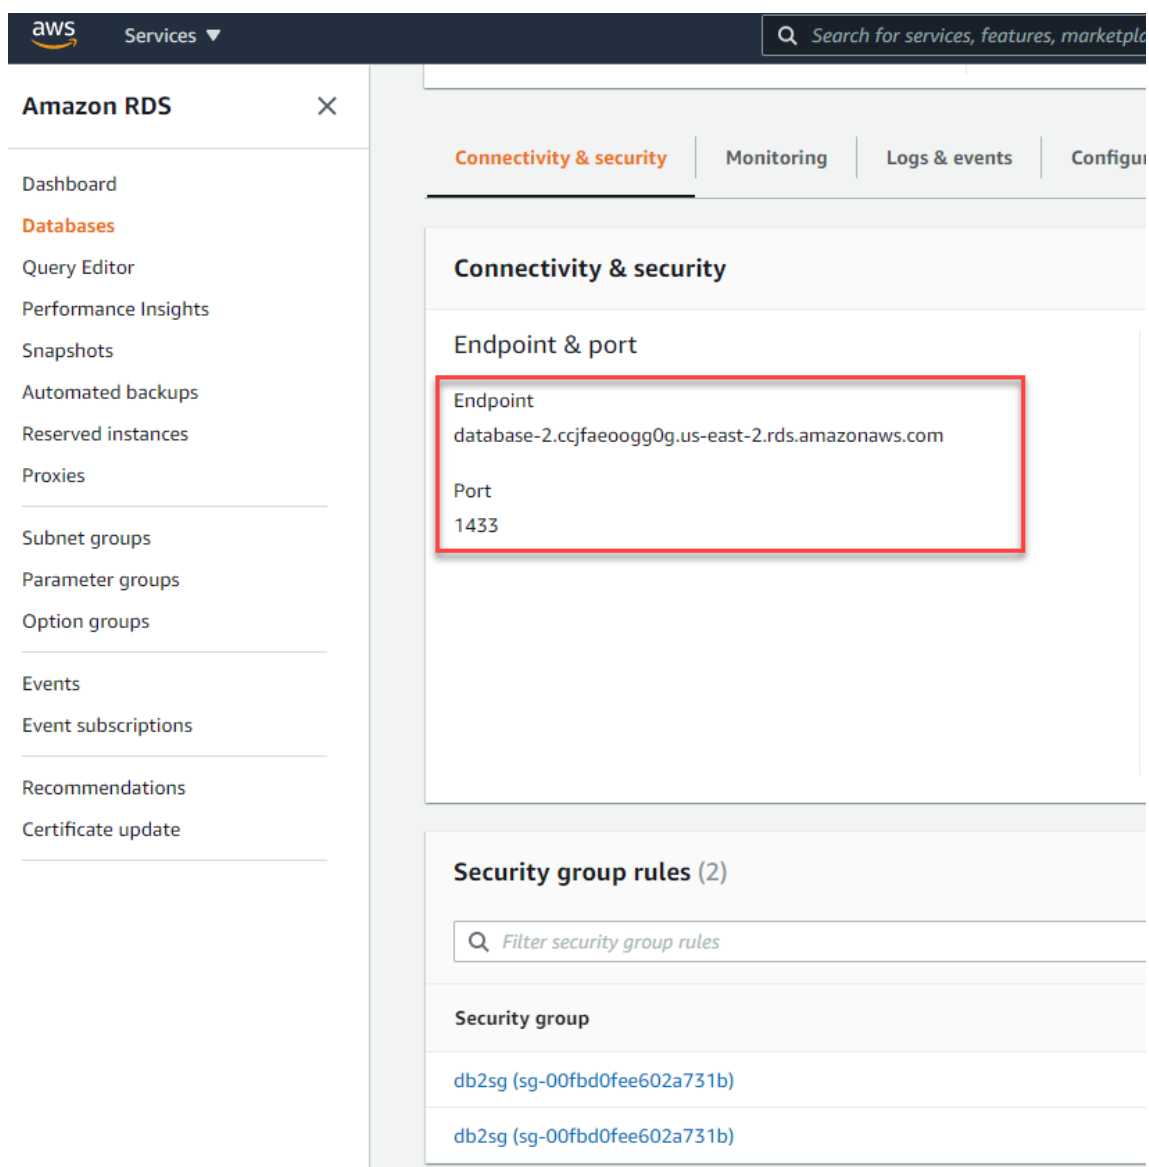 aws
Services ▼
Search for services, features, marketpla
Amazon RDS
Dashboard
Databases
Query Editor
Performance Insights
Snapshots
Automated backups
Reserved instances
Proxies
Subnet groups
Parameter groups
Option groups
Events
Event subscriptions
Recommendations
Certificate update
Connectivity & security
Monitoring
Logs & events
Configur
Connectivity & security
Endpoint & port
Endpoint
database-2.ccjfaeoogg0g.us-east-2.rds.amazonaws.com
Port
1433
Security group rules (2)
Filter security group rules
Security group
db2sg (sg-00fbd0fee602a731b)
db2sg (sg-00fbd0fee602a731b)